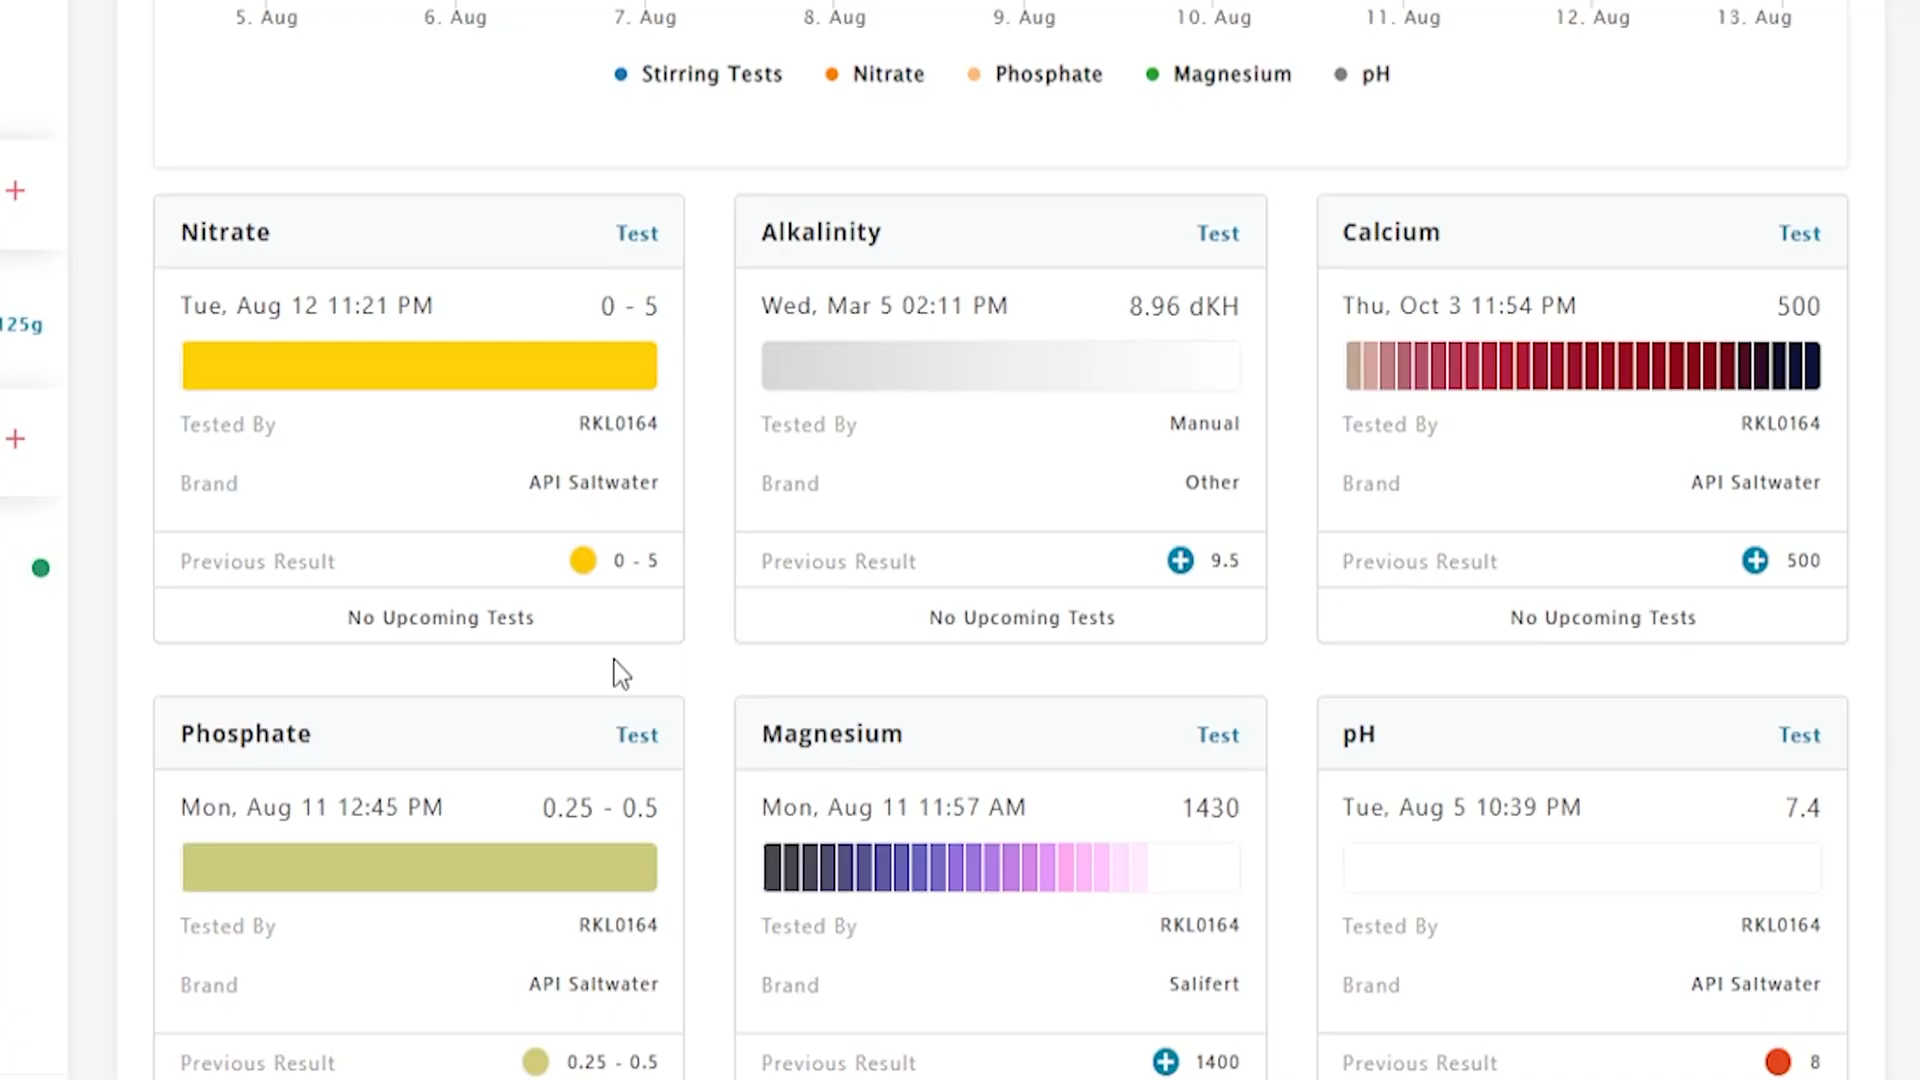 5. Aug 6. Aug 7. Aug 8. Aug 9. Aug 10. Aug 11. Aug 12. Aug 13. Aug
Stirring Tests Nitrate Phosphate Magnesium pH
125g
Nitrate Test
Tue, Aug 12 11:21 PM 0 - 5
Tested By RKL0164
Brand API Saltwater
Previous Result 0 - 5
No Upcoming Tests
Alkalinity Test
Wed, Mar 5 02:11 PM 8.96 dKH
Tested By Manual
Brand Other
Previous Result 9.5
No Upcoming Tests
Calcium Test
Thu, Oct 3 11:54 PM 500
Tested By RKL0164
Brand API Saltwater
Previous Result 500
No Upcoming Tests
Phosphate Test
Mon, Aug 11 12:45 PM 0.25 - 0.5
Tested By RKL0164
Brand API Saltwater
Previous Result 0.25 - 0.5
Magnesium Test
Mon, Aug 11 11:57 AM 1430
Tested By RKL0164
Brand Salifert
Previous Result 1400
pH Test
Tue, Aug 5 10:39 PM 7.4
Tested By RKL0164
Brand API Saltwater
Previous Result 8